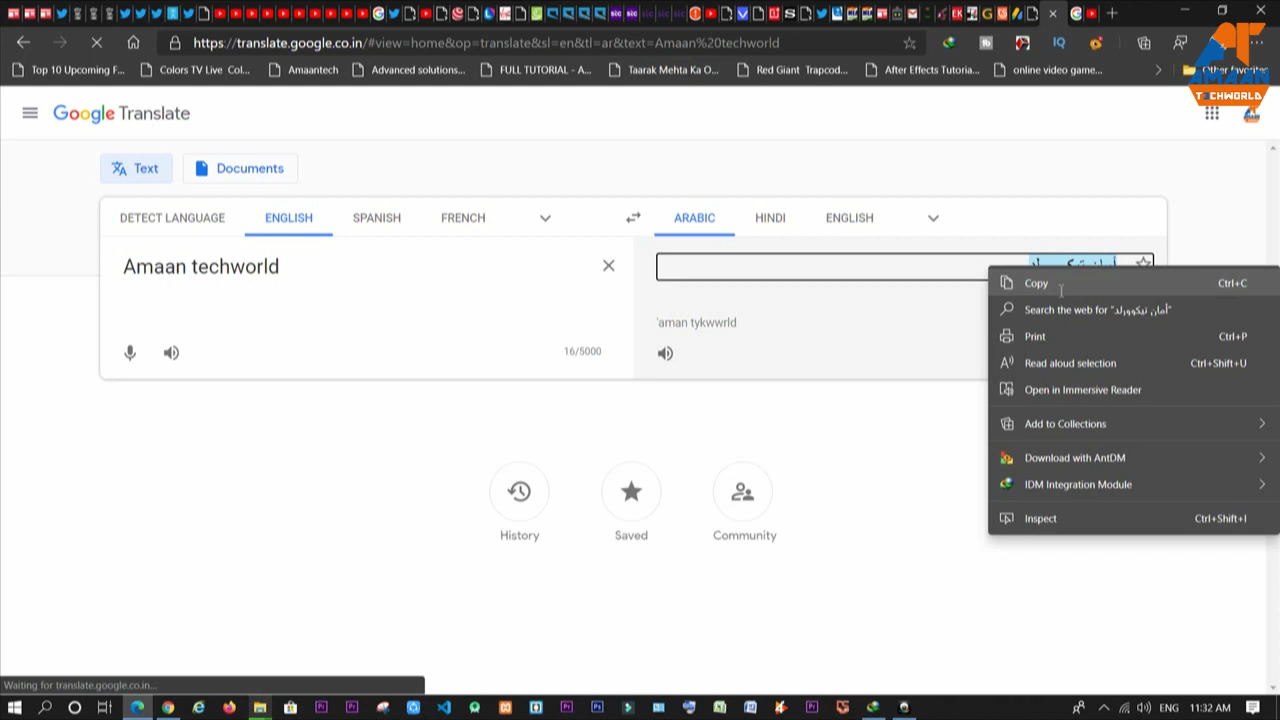 https://translate.google.co.in/#view=home&op=translate&sl=en&tl=ar&text=Amaan%20techworld
IQ
Top 10 Upcoming F...
Colors TV Live Col...
Amaantech
Advanced solutions...
FULL TUTORIAL - A...
Taarak Mehta Ka O...
Red Giant Trapcod...
After Effects Tutoria...
online video game...
Other favorites
AMAAN
TECHWORLD
Google Translate
Text
Documents
DETECT LANGUAGE
ENGLISH
SPANISH
FRENCH
ARABIC
HINDI
ENGLISH
Amaan techworld
'aman tykwwrld
16/5000
Copy
Ctrl+C
Search the web for "أمان تيكوورلد"
Print
Ctrl+P
Read aloud selection
Ctrl+Shift+U
Open in Immersive Reader
Add to Collections
Download with AntDM
IDM Integration Module
Inspect
Ctrl+Shift+I
History
Saved
Community
Waiting for translate.google.co.in...
ENG
11:32 AM